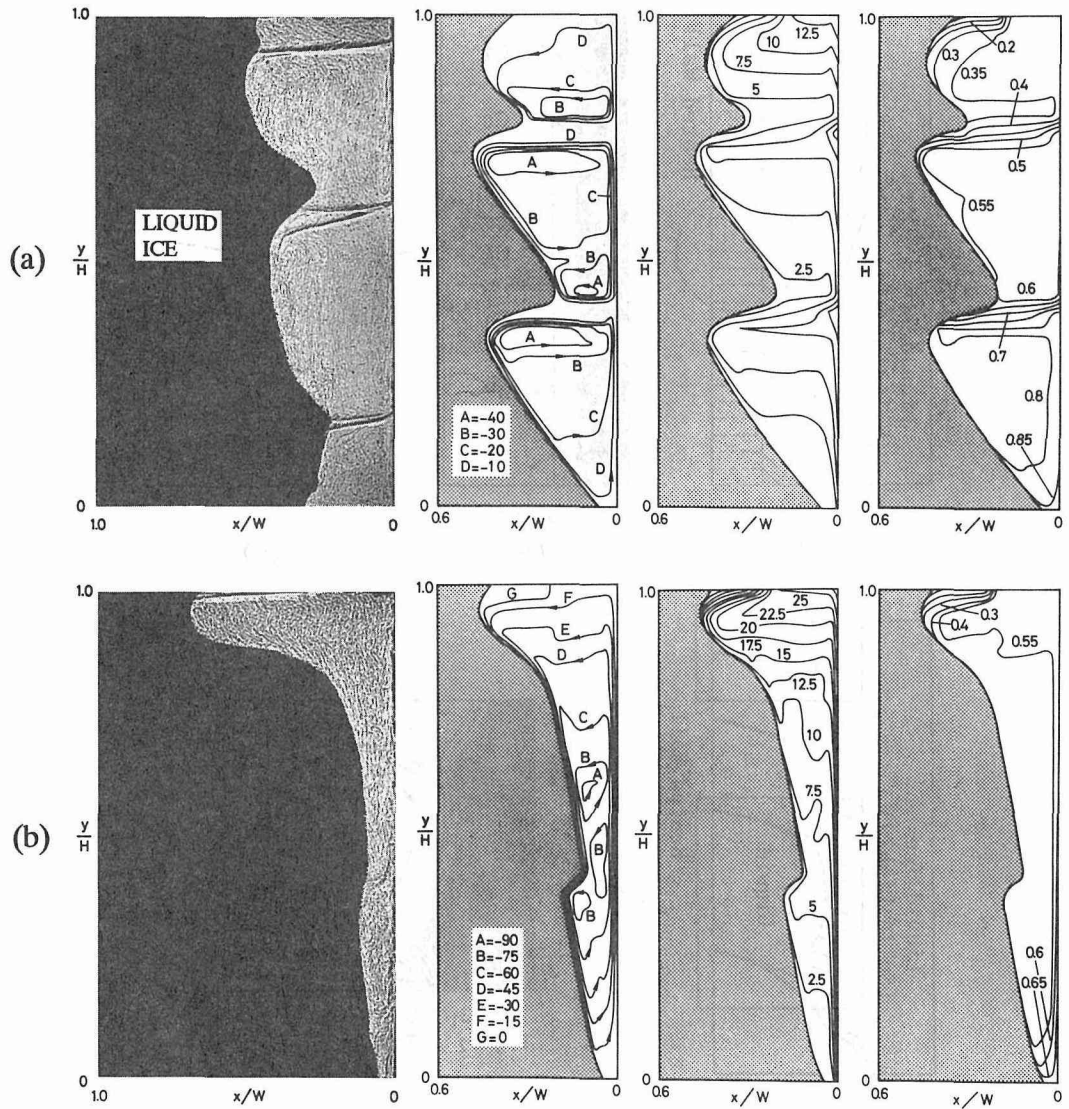 (a)
y/H
1.0
0
LIQUID
ICE
1.0
x/W
0
1.0
D
C
B
D
A
C
B
B
A
A
B
C
D
A=-40
B=-30
C=-20
D=-10
0
0.6
x/W
0
y/H
1.0
12.5
10
7.5
5
2.5
0
0.6
x/W
0
y/H
1.0
0.3
0.2
0.35
0.4
0.5
0.55
0.6
0.7
0.8
0.85
0
0.6
x/W
0
y/H
(b)
y/H
1.0
0
1.0
x/W
0
1.0
G
F
E
D
C
B
A
B
B
A=-90
B=-75
C=-60
D=-45
E=-30
F=-15
G=0
0
0.6
x/W
0
y/H
1.0
25
22.5
20
17.5
15
12.5
10
7.5
5
2.5
0
0.6
x/W
0
y/H
1.0
0.3
0.4
0.55
0.6
0.65
0
0.6
x/W
0
y/H